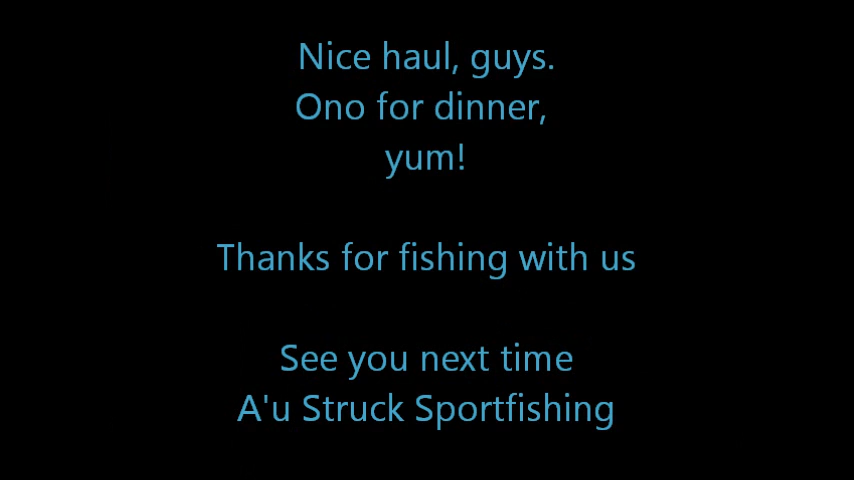 Nice haul, guys.
Ono for dinner,
yum!
Thanks for fishing with us
See you next time
A'u Struck Sportfishing